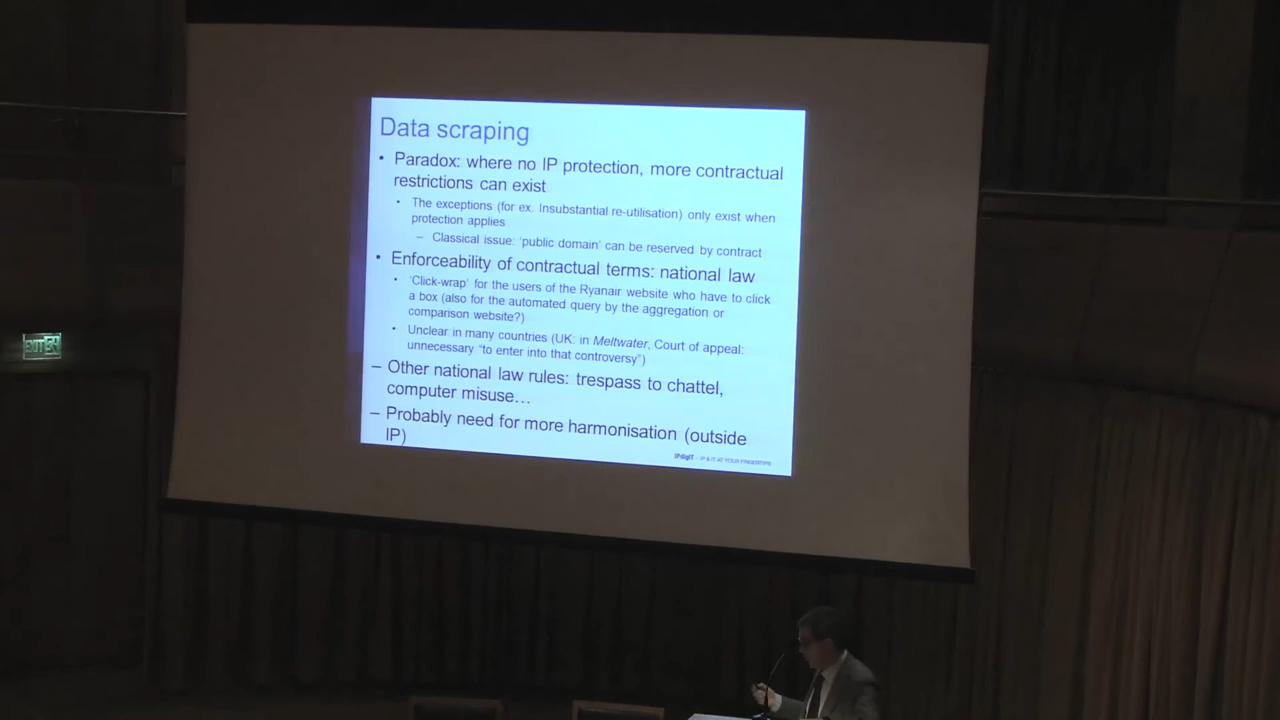 Data scraping
• Paradox: where no IP protection, more contractual
restrictions can exist
• The exceptions (for ex. Insubstantial re-utilisation) only exist when
protection applies
– Classical issue: 'public domain' can be reserved by contract
• Enforceability of contractual terms: national law
• 'Click-wrap' for the users of the Ryanair website who have to click
a box (also for the automated query by the aggregation or
comparison website?)
• Unclear in many countries (UK: in Meltwater, Court of appeal:
unnecessary "to enter into that controversy")
– Other national law rules: trespass to chattel,
computer misuse…
– Probably need for more harmonisation (outside
IP)
IPdigIT - IP & IT AT YOUR FINGERTIPS
EXIT